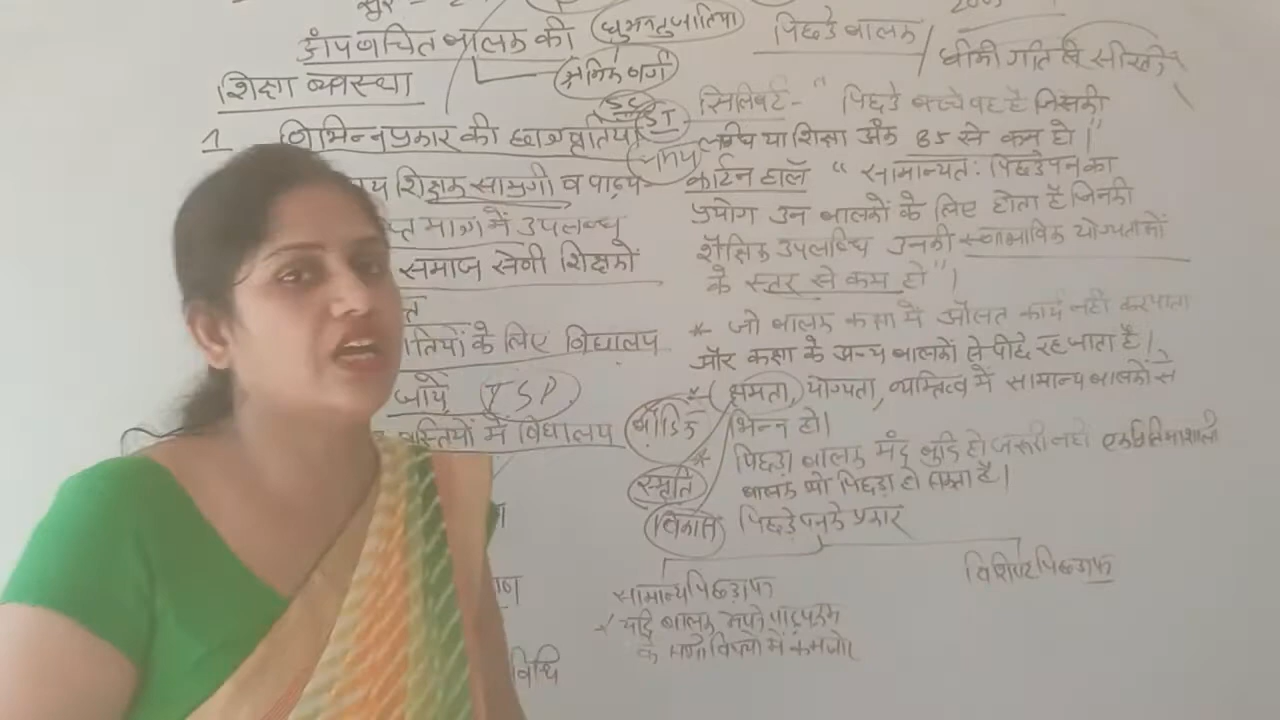 वंचित बालक की
घुमन्तु जातियां
श्रमिक वर्ग
शिक्षा व्यवस्था
1 विभिन्न प्रकार की छात्रवृत्तियां
SC
ST
शिक्षक सामग्री व पाठ्य-
में उपलब्ध
समाज सेवी शिक्षकों
के लिए विद्यालय
जाये TSP
बस्तियों में विद्यालय
विधि
पिछडे बालक / धीमी गति से सीखने
"पिछडे बच्चे वह है जिसकी
लब्धि या शिक्षा अंक 85 से कम हो।"
बर्टन हॉल "सामान्यत: पिछडेपन का
प्रयोग उन बालकों के लिए होता है जिनकी
शैक्षिक उपलब्धि उनकी स्वाभाविक योग्यताओं
के स्तर से कम हो"।
* जो बालक कक्षा में औसत कार्य नही कर पाता
और कक्षा के अन्य बालकों से पीछे रह जाता है।
* क्षमता, योग्यता, व्यक्तित्व में सामान्य बालकों से
भिन्न हो।
बौद्धिक
* पिछडा बालक मंद बुद्धि हो जरूरी नही
स्मृति
बालक भी पिछडा हो सकता है।
विकास
पिछडेपन के प्रकार
सामान्य पिछड़ापन
विशिष्ट पिछड़ापन
* यदि बालक अपने पाठ्यक्रम
के सभी विषयों में कमजोर